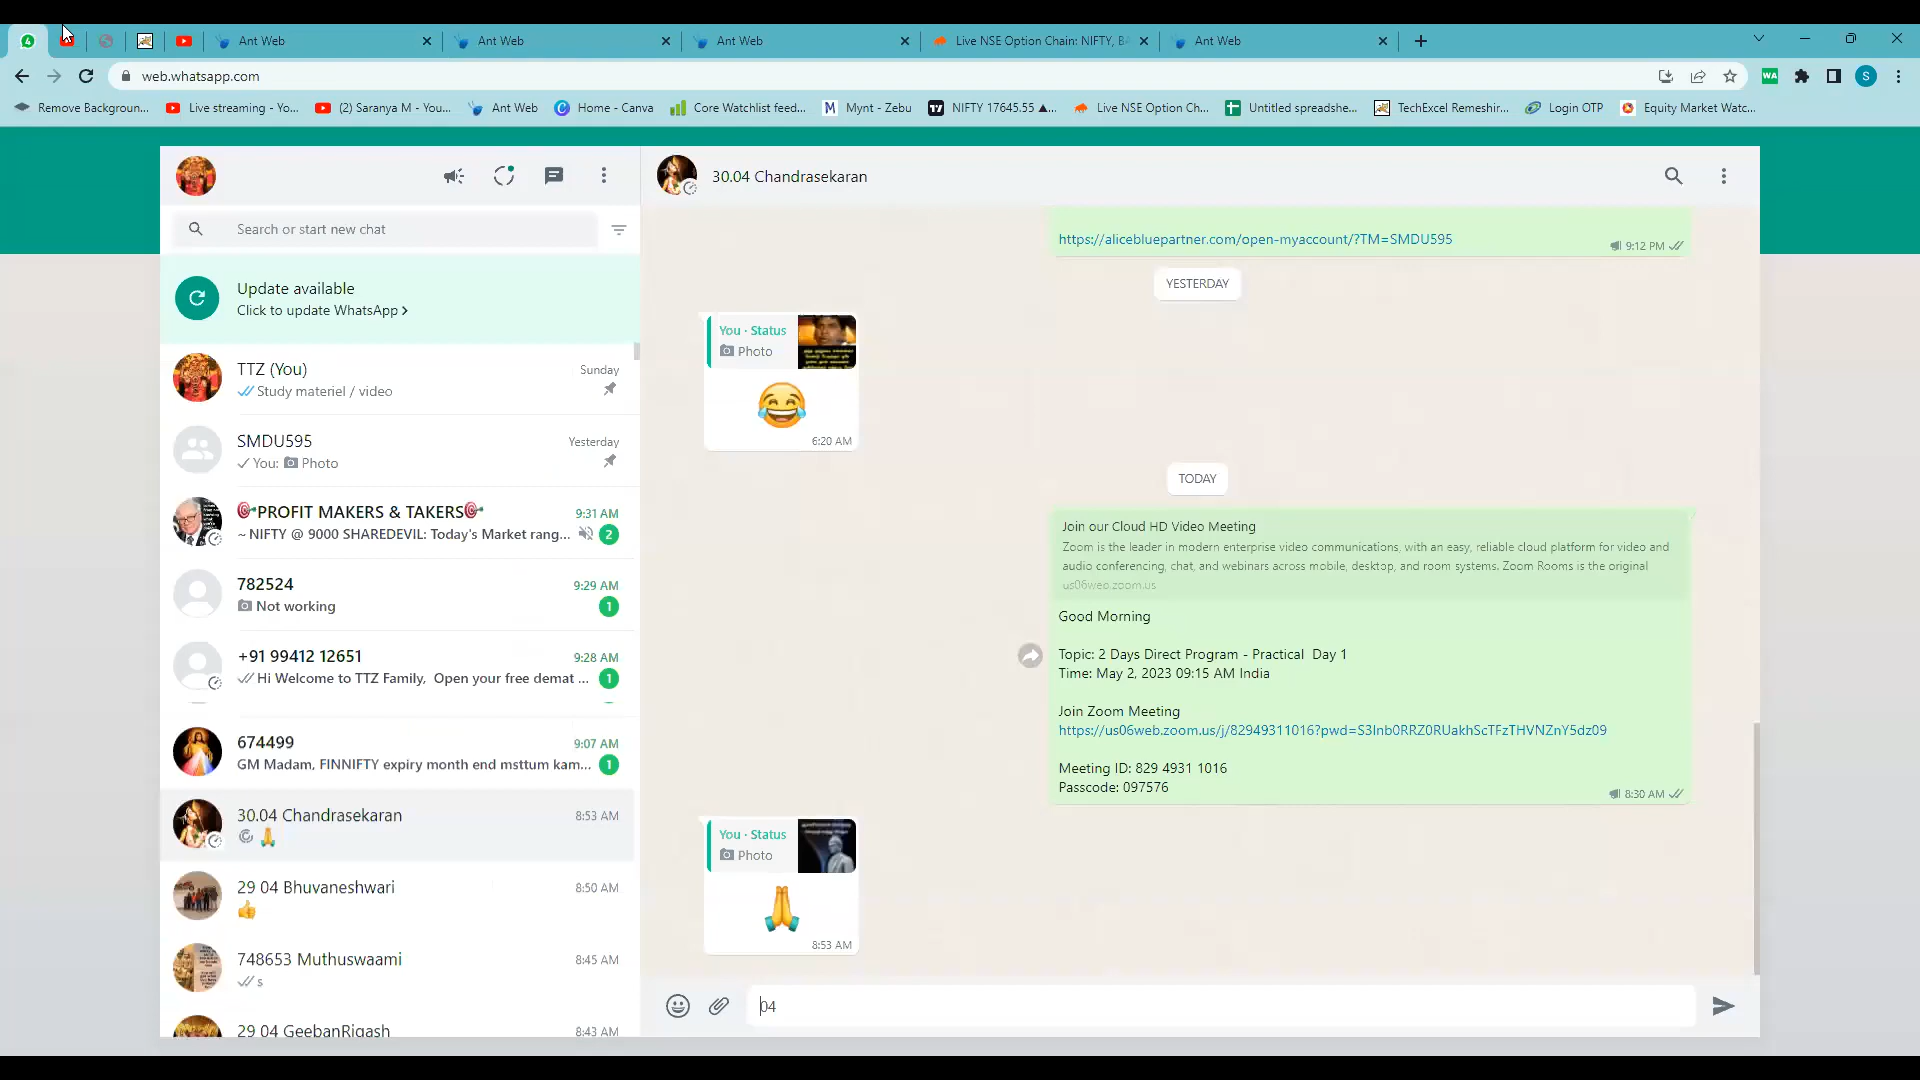 Ant Web
Ant Web
Ant Web
Live NSE Option Chain: NIFTY, B
Ant Web
web.whatsapp.com
WA
S
Remove Backgroun...
Live streaming - Yo...
(2) Saranya M - You...
Ant Web
Home - Canva
Core Watchlist feed...
Mynt - Zebu
NIFTY 17645.55 ▲...
Live NSE Option Ch...
Untitled spreadshe...
TechExcel Remeshir...
Login OTP
Equity Market Watc...
30.04 Chandrasekaran
Search or start new chat
Update available
Click to update WhatsApp >
TTZ (You)
Sunday
Study materiel / video
SMDU595
Yesterday
You: Photo
🎯PROFIT MAKERS & TAKERS🎯
9:31 AM
~ NIFTY @ 9000 SHAREDEVIL: Today's Market rang...
2
782524
9:29 AM
Not working
1
+91 99412 12651
9:28 AM
Hi Welcome to TTZ Family, Open your free demat ...
1
674499
9:07 AM
GM Madam, FINNIFTY expiry month end msttum kam...
1
30.04 Chandrasekaran
8:53 AM
🙏
29 04 Bhuvaneshwari
8:50 AM
👍
748653 Muthuswaami
8:45 AM
s
29 04 GeebanRigash
8:43 AM
https://alicebluepartner.com/open-myaccount/?TM=SMDU595
9:12 PM
YESTERDAY
You · Status
Photo
😂
6:20 AM
TODAY
Join our Cloud HD Video Meeting
Zoom is the leader in modern enterprise video communications, with an easy, reliable cloud platform for video and
audio conferencing, chat, and webinars across mobile, desktop, and room systems. Zoom Rooms is the original
us06web.zoom.us
Good Morning
Topic: 2 Days Direct Program - Practical Day 1
Time: May 2, 2023 09:15 AM India
Join Zoom Meeting
https://us06web.zoom.us/j/82949311016?pwd=S3Inb0RRZ0RUakhScTFzTHVNZnY5dz09
Meeting ID: 829 4931 1016
Passcode: 097576
8:30 AM
You · Status
Photo
🙏
8:53 AM
04